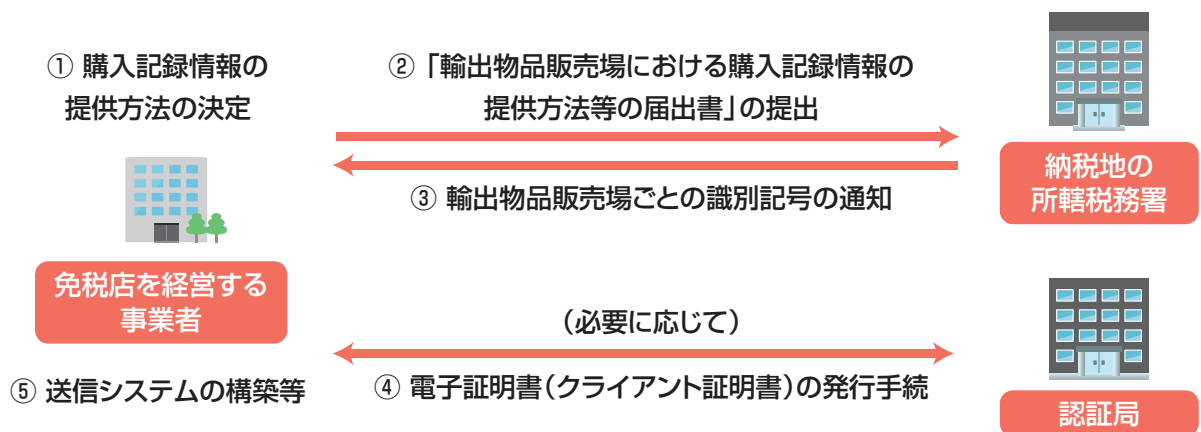 ① 購入記録情報の
提供方法の決定
②「輸出物品販売場における購入記録情報の
提供方法等の届出書」の提出
納税地の
所轄税務署
③ 輸出物品販売場ごとの識別記号の通知
免税店を経営する
事業者
(必要に応じて)
④ 電子証明書(クライアント証明書)の発行手続
⑤ 送信システムの構築等
認証局